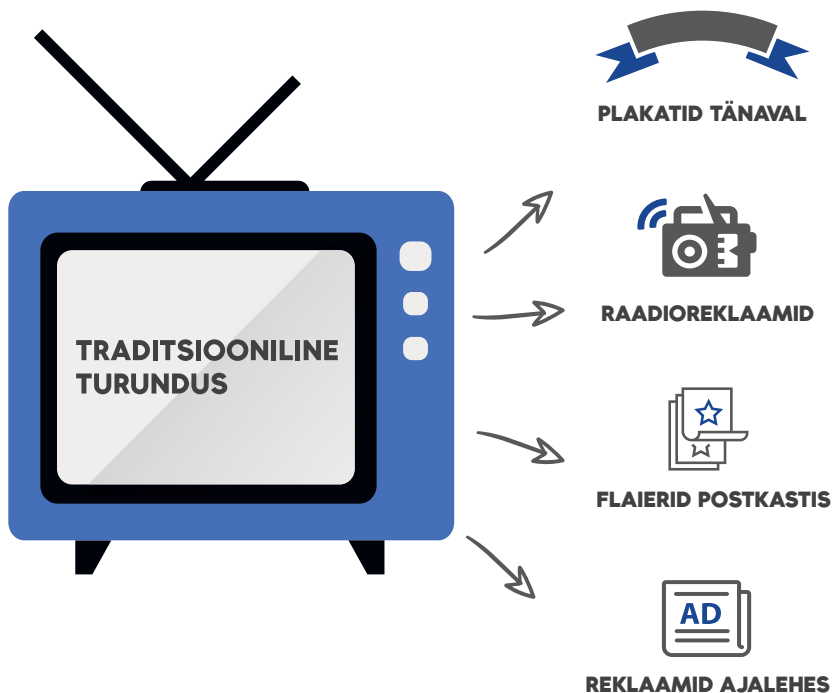 PLAKATID TÄNAVAL
RAADIOREKLAAMID
TRADITSIOONILINE
TURUNDUS
FLAIERID POSTKASTIS
AD
REKLAAMID AJALEHES